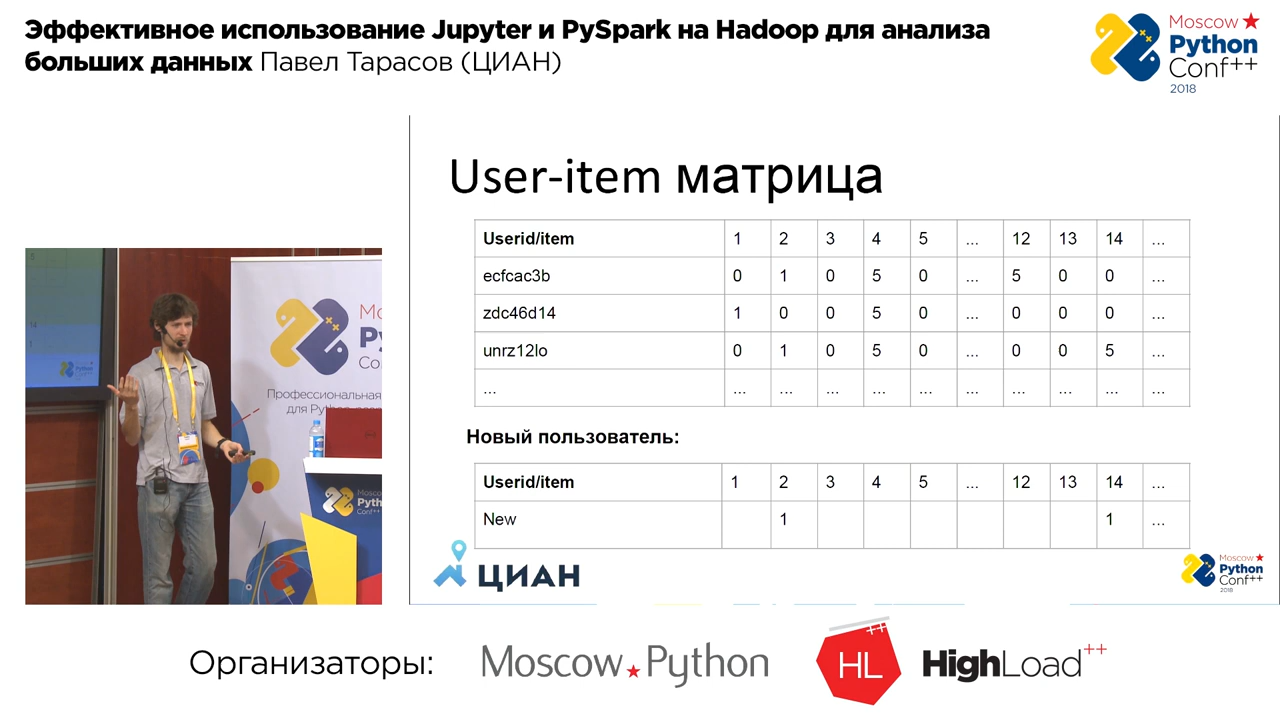 Эффективное использование Jupyter и PySpark на Hadoop для анализа
больших данных Павел Тарасов (ЦИАН)
Moscow
Python
Conf++
2018
User-item матрица
Userid/item 1 2 3 4 5 ... 12 13 14 ...
ecfcac3b 0 1 0 5 0 ... 5 0 0 ...
zdc46d14 1 0 0 5 0 ... 0 0 0 ...
unrz12lo 0 1 0 5 0 ... 0 0 5 ...
... ... ... ... ... ... ... ... ... ... ...
Новый пользователь:
Userid/item 1 2 3 4 5 ... 12 13 14 ...
New 1 1 ...
ЦИАН
Moscow
Python
Conf++
2018
Профессиональная
для
Moscow
Организаторы:
Moscow Python
HL++
HighLoad++